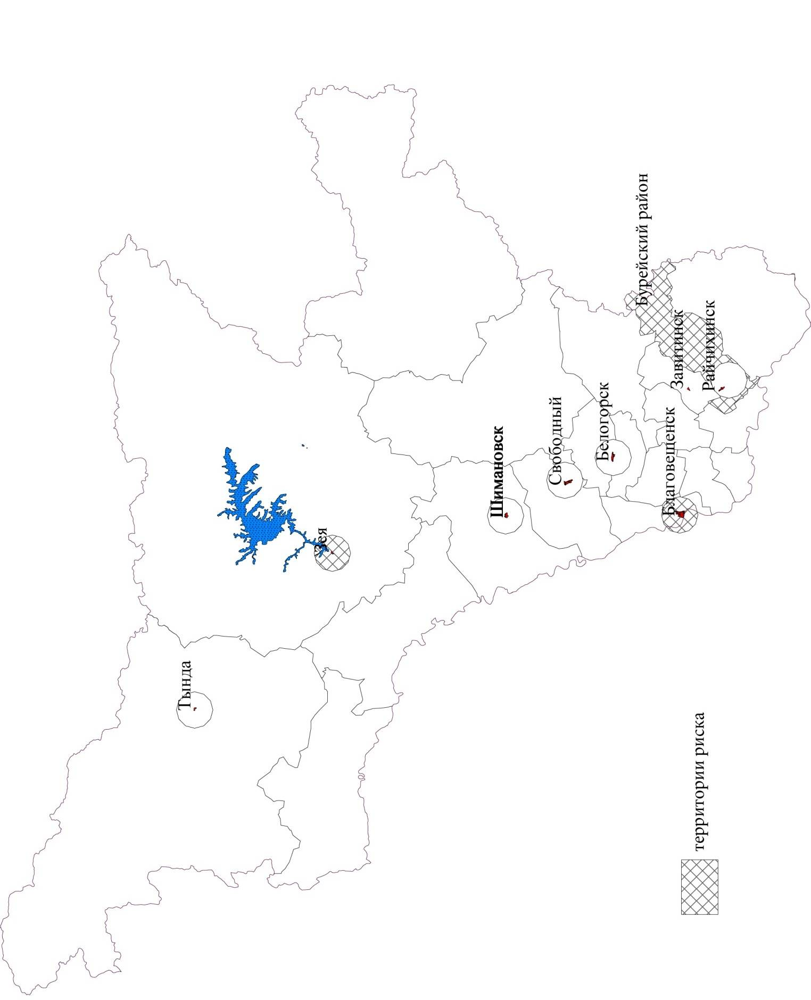 Тында
Зея
Шимановск
Свободный
Белогорск
Бурейский район
Благовещенск
Завитинск
Райчихинск
территории риска